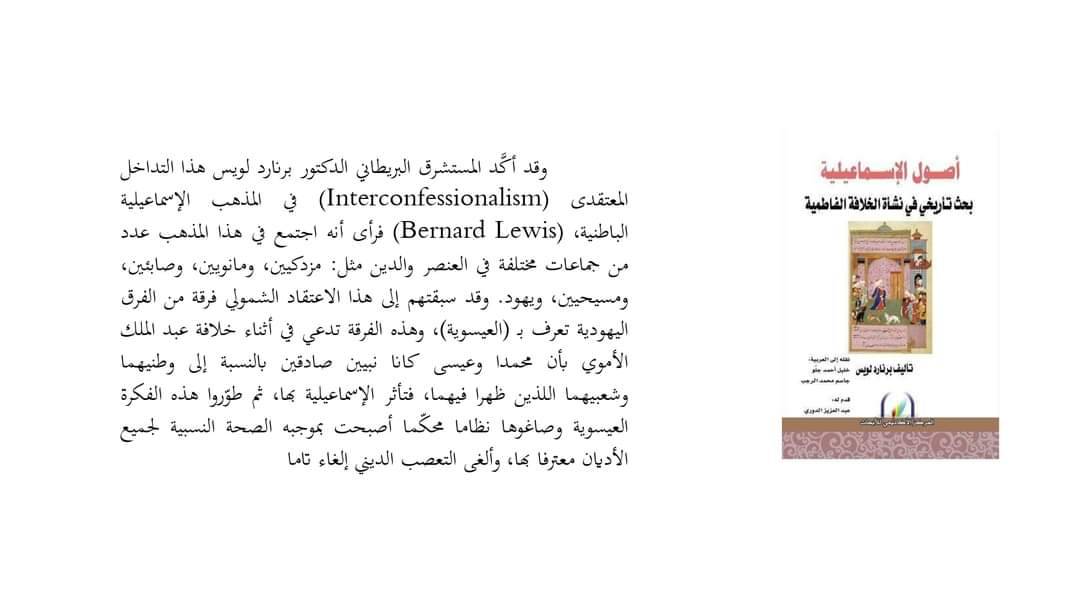 وقد أكَّد المستشرق البريطاني الدكتور برنارد لويس هذا التداخل
المعتقدى (Interconfessionalism) في المذهب الإسماعيلية
الباطنية، (Bernard Lewis) فرأى أنه اجتمع في هذا المذهب عدد
من جماعات مختلفة في العنصر والدين مثل: مزدكيين، ومانويين، وصابئين،
ومسيحيين، ويهود. وقد سبقتهم إلى هذا الاعتقاد الشمولي فرقة من الفرق
اليهودية تعرف بـ (العيسوية)، وهذه الفرقة تدعي في أثناء خلافة عبد الملك
الأموي بأن محمدا وعيسى كانا نبيين صادقين بالنسبة إلى وطنيهما
وشعبيهما اللذين ظهرا فيهما، فتأثر الإسماعيلية بها، ثم طوّروا هذه الفكرة
العيسوية وصاغوها نظاما محكّما أصبحت بموجبه الصحة النسبية لجميع
الأديان معترفا بها، وألغى التعصب الديني إلغاء تاما
أصول الإسماعيلية
بحث تاريخي في نشاة الخلافة الفاطمية
نقله إلى العربية:
تأليف برنارد لويس
خليل أحمد جلو
جاسم محمد الرجب
قدم له:
عبد العزيز الدوري
المركز الأكاديمي للأبحاث